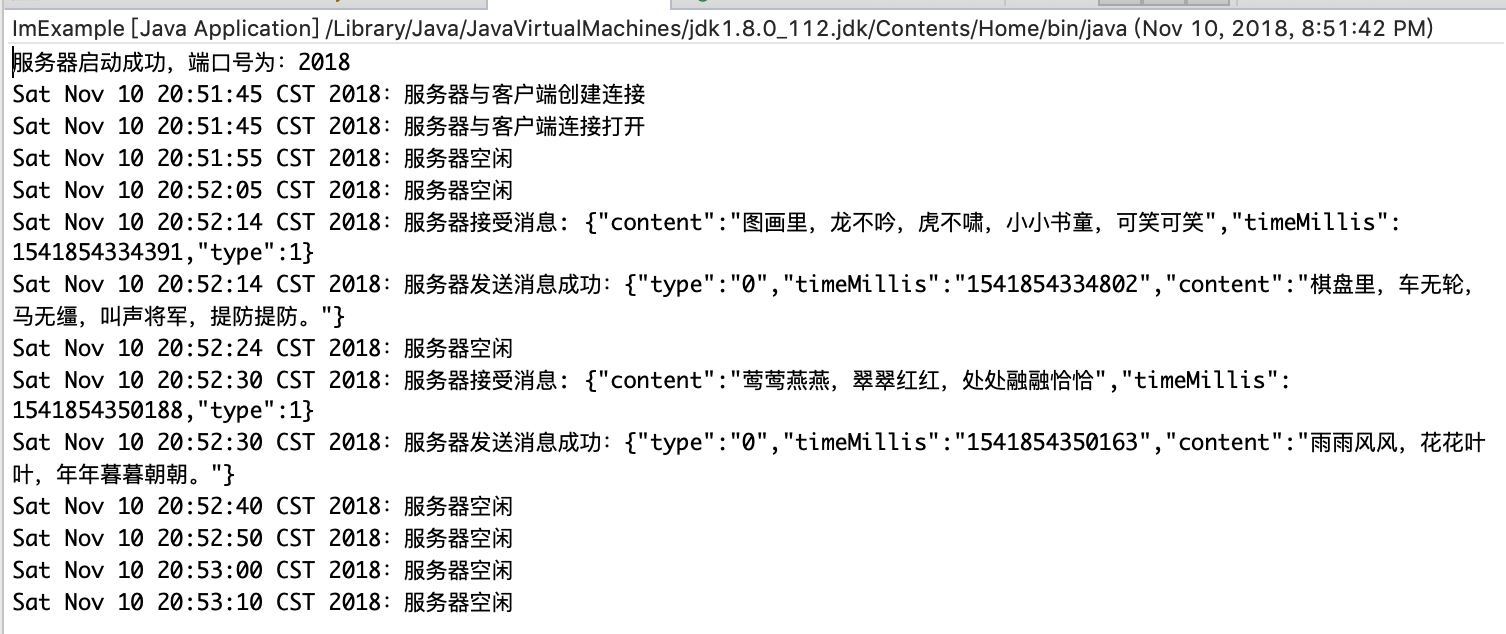 ImExample [Java Application] /Library/Java/JavaVirtualMachines/jdk1.8.0_112.jdk/Contents/Home/bin/java (Nov 10, 2018, 8:51:42 PM)
服务器启动成功，端口号为：2018
Sat Nov 10 20:51:45 CST 2018：服务器与客户端创建连接
Sat Nov 10 20:51:45 CST 2018：服务器与客户端连接打开
Sat Nov 10 20:51:55 CST 2018：服务器空闲
Sat Nov 10 20:52:05 CST 2018：服务器空闲
Sat Nov 10 20:52:14 CST 2018：服务器接受消息: {"content":"图画里，龙不吟，虎不啸，小小书童，可笑可笑","timeMillis":
1541854334391,"type":1}
Sat Nov 10 20:52:14 CST 2018：服务器发送消息成功：{"type":"0","timeMillis":"1541854334802","content":"棋盘里，车无轮，
马无缰，叫声将军，提防提防。"}
Sat Nov 10 20:52:24 CST 2018：服务器空闲
Sat Nov 10 20:52:30 CST 2018：服务器接受消息: {"content":"莺莺燕燕，翠翠红红，处处融融恰恰","timeMillis":
1541854350188,"type":1}
Sat Nov 10 20:52:30 CST 2018：服务器发送消息成功：{"type":"0","timeMillis":"1541854350163","content":"雨雨风风，花花叶
叶，年年暮暮朝朝。"}
Sat Nov 10 20:52:40 CST 2018：服务器空闲
Sat Nov 10 20:52:50 CST 2018：服务器空闲
Sat Nov 10 20:53:00 CST 2018：服务器空闲
Sat Nov 10 20:53:10 CST 2018：服务器空闲